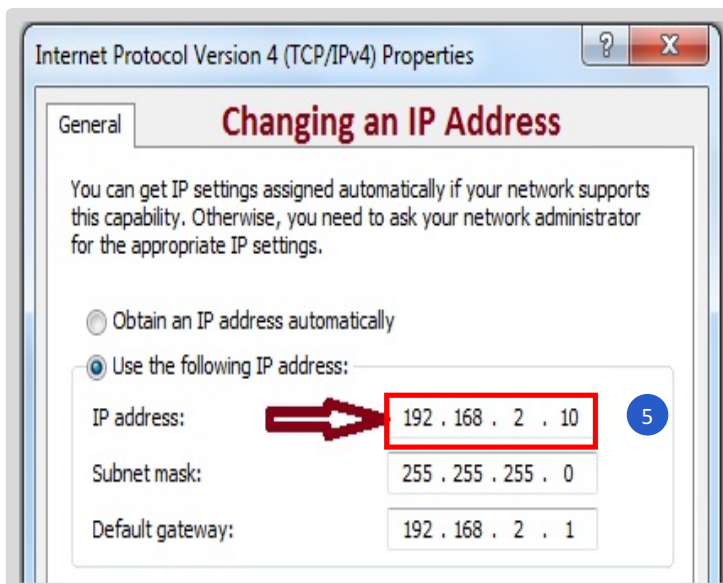 Internet Protocol Version 4 (TCP/IPv4) Properties
General
Changing an IP Address
You can get IP settings assigned automatically if your network supports
this capability. Otherwise, you need to ask your network administrator
for the appropriate IP settings.
Obtain an IP address automatically
Use the following IP address:
IP address: 192 . 168 . 2 . 10 5
Subnet mask: 255 . 255 . 255 . 0
Default gateway: 192 . 168 . 2 . 1